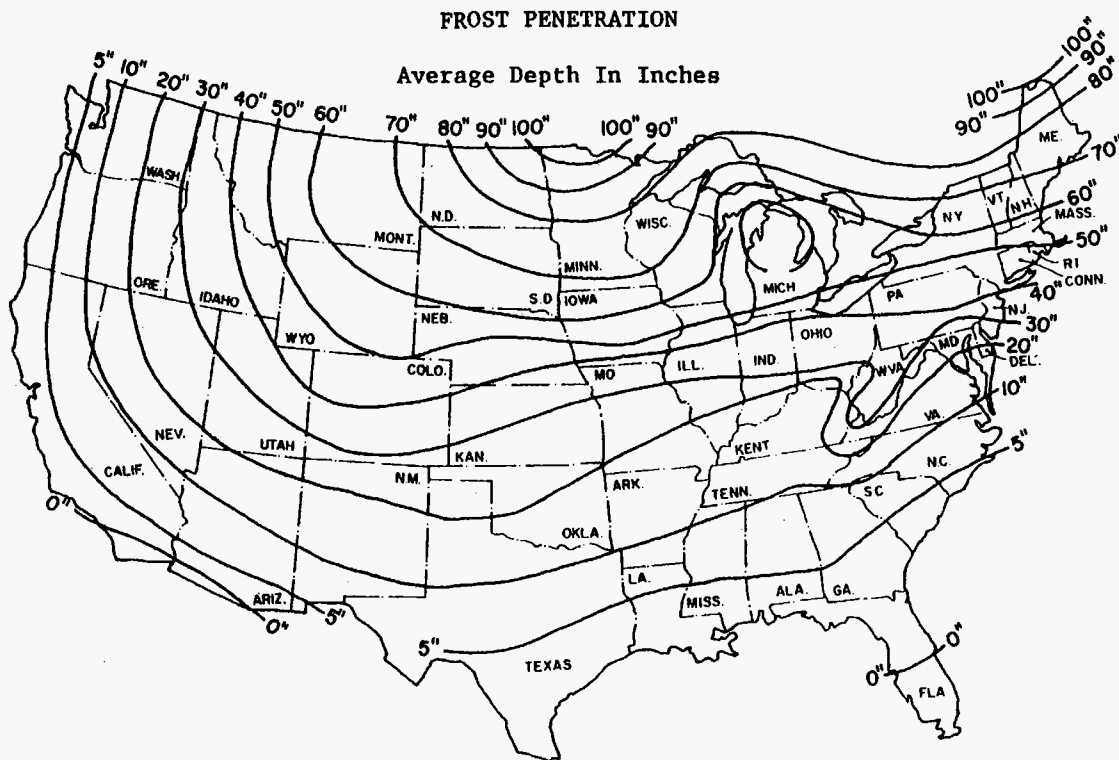 FROST PENETRATION
Average Depth In Inches
5" 10" 20" 30" 40" 50" 60" 70" 80" 90" 100" 100" 90"
100"
90"
80"
100"
90"
70"
60"
50"
40"
30"
20"
10"
5"
WASH
MONT.
N.D.
MINN.
WISC.
MICH
NY
VT.
N.H.
ME.
MASS.
RI
CONN.
ORE.
IDAHO
WYO
S.D
IOWA
NEB.
PA
N.J.
OHIO
IND.
ILL.
MO
COLO.
WVA
MD
DEL.
VA.
NEV.
UTAH
KAN.
KENT
CALIF.
N.M.
ARK.
TENN.
N.C.
SC
OKLA.
0"
ARIZ.
0"
5"
LA.
MISS.
ALA.
GA.
5"
TEXAS
0"
0"
FLA